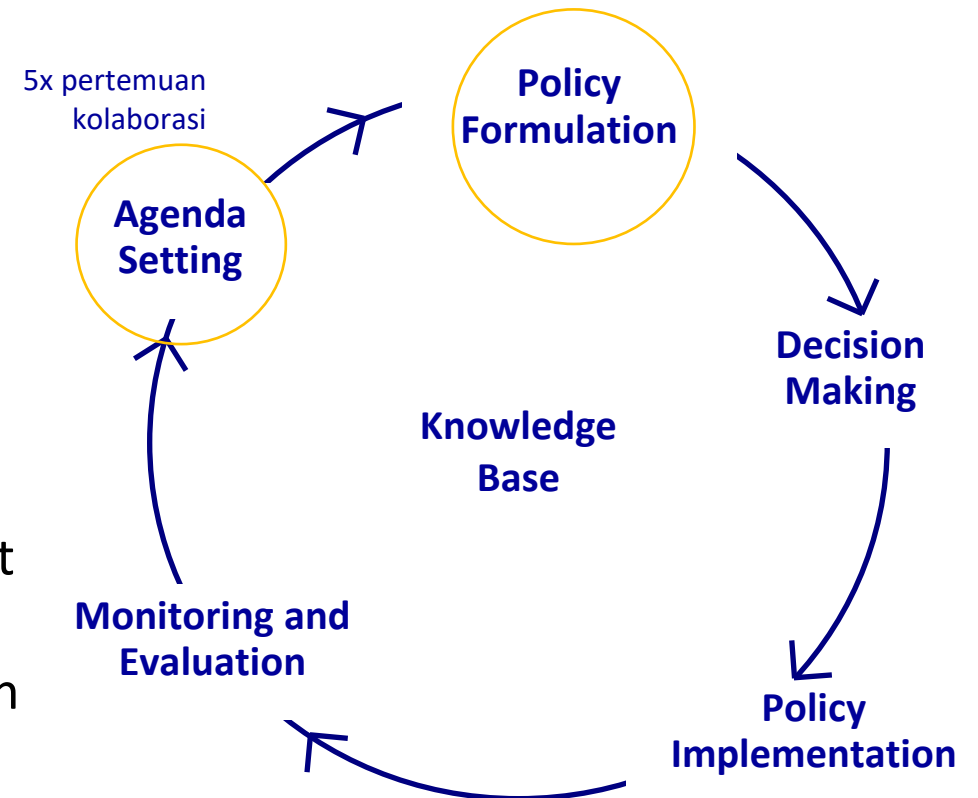 5x pertemuan
kolaborasi
Policy
Formulation
Agenda
Setting
Decision
Making
Knowledge
Base
t
Monitoring and
Evaluation
n
Policy
Implementation